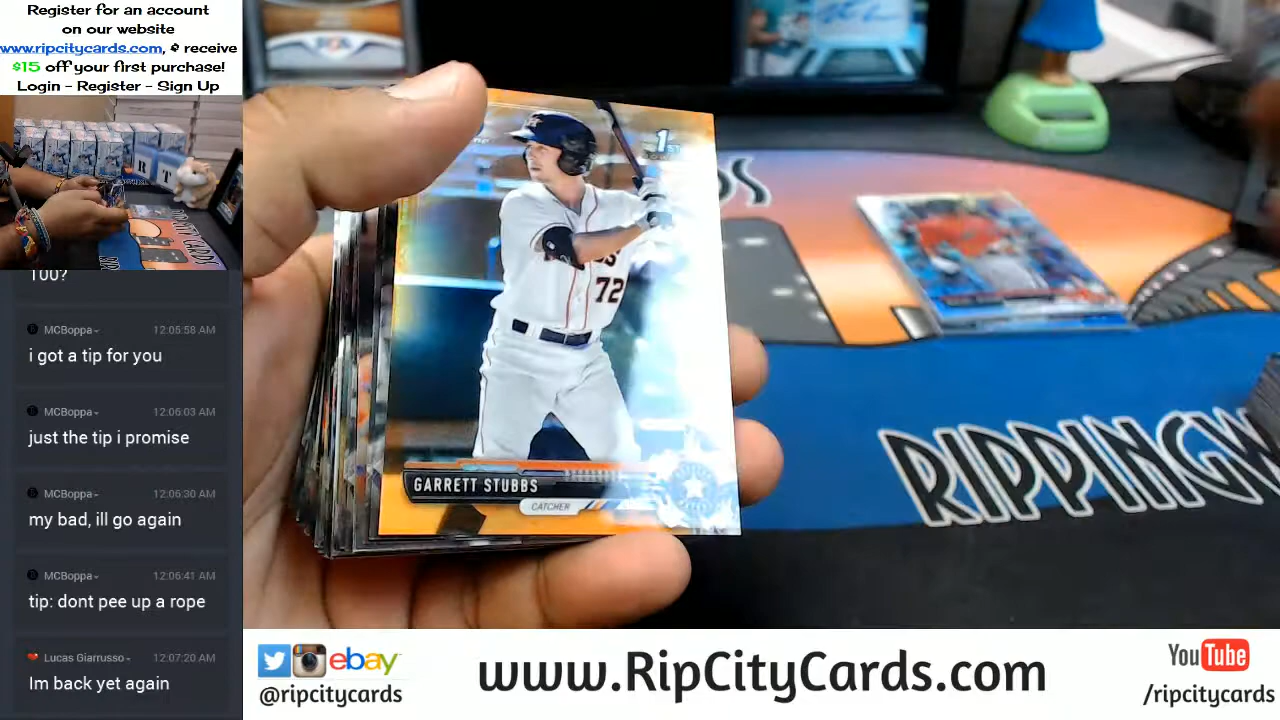 Register for an account
on our website
www.ripcitycards.com, & receive
$15 off your first purchase!
Login - Register - Sign Up
R T
100?
MCBoppa
12:05:58 AM
i got a tip for you
MCBoppa
12:06:03 AM
just the tip i promise
MCBoppa
12:06:30 AM
my bad, ill go again
MCBoppa
12:06:41 AM
tip: dont pee up a rope
Lucas Giarrusso
12:07:20 AM
Im back yet again
1ST
72
GARRETT STUBBS
CATCHER
RIPPINGW
ebay
@ripcitycards
www.RipCityCards.com
YouTube
/ripcitycards